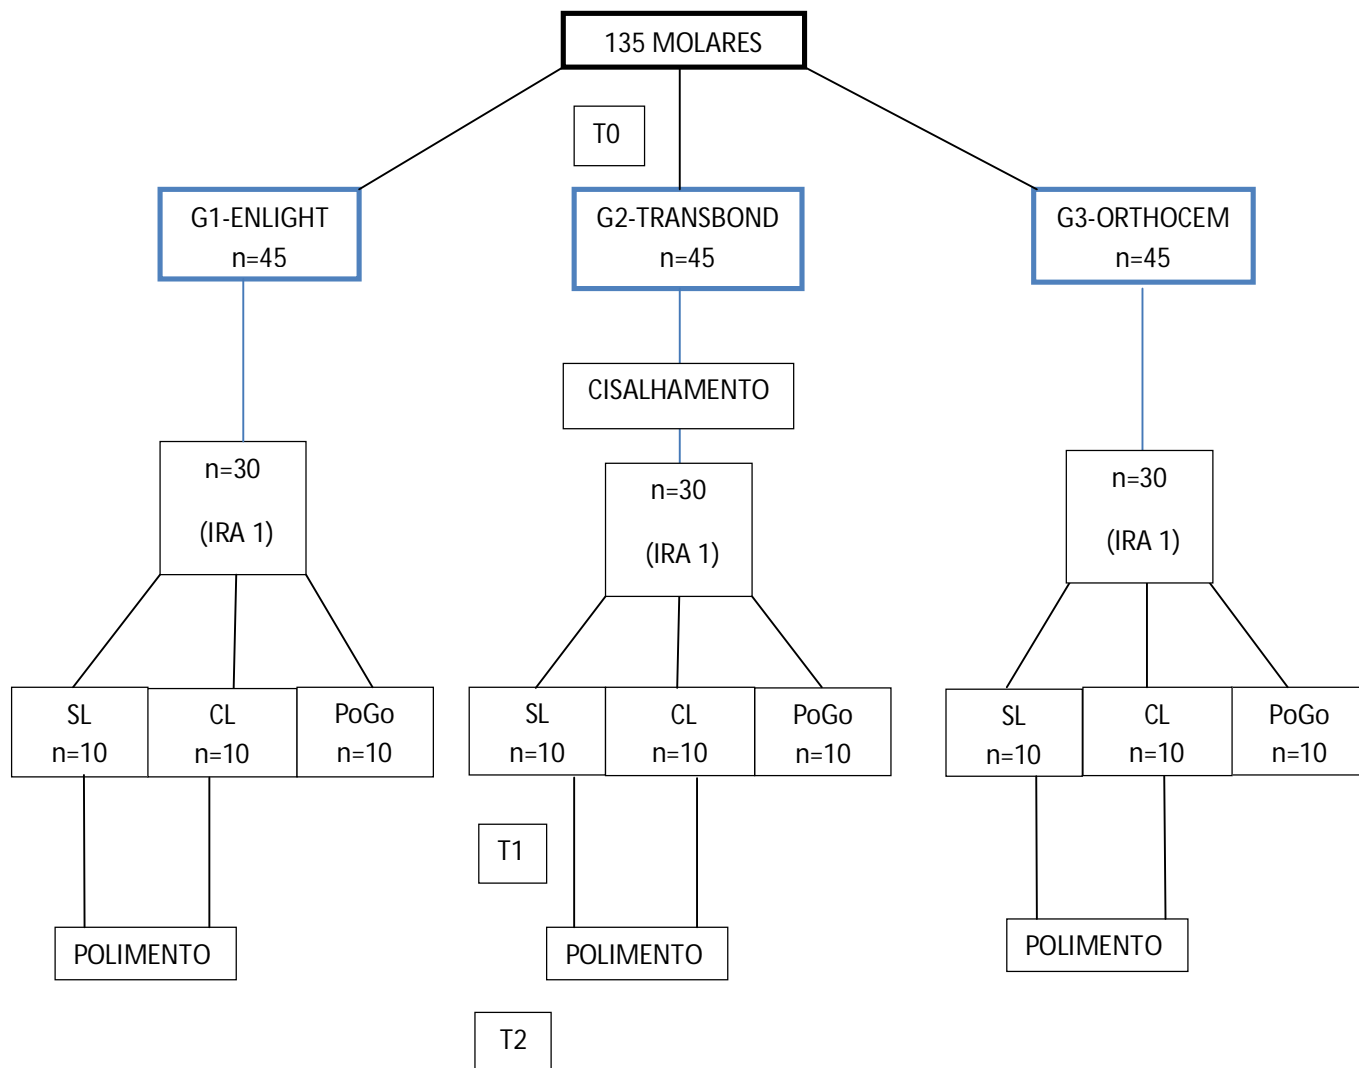 135 MOLARES
T0
G1-ENLIGHT
n=45
G2-TRANSBOND
n=45
G3-ORTHOCEM
n=45
CISALHAMENTO
n=30
(IRA 1)
n=30
(IRA 1)
n=30
(IRA 1)
SL
n=10
CL
n=10
PoGo
n=10
SL
n=10
CL
n=10
PoGo
n=10
SL
n=10
CL
n=10
PoGo
n=10
T1
POLIMENTO
POLIMENTO
POLIMENTO
T2